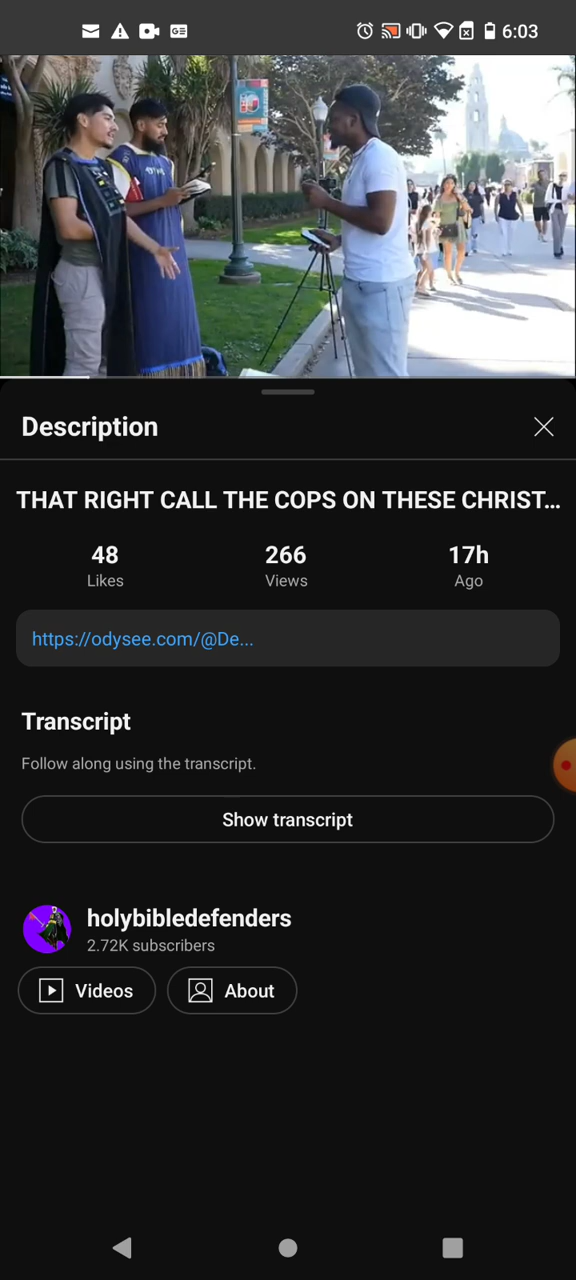 GE
6:03
Description
THAT RIGHT CALL THE COPS ON THESE CHRIST...
48
266
17h
Likes
Views
Ago
https://odysee.com/@De...
Transcript
Follow along using the transcript.
Show transcript
holybibledefenders
2.72K subscribers
Videos
About